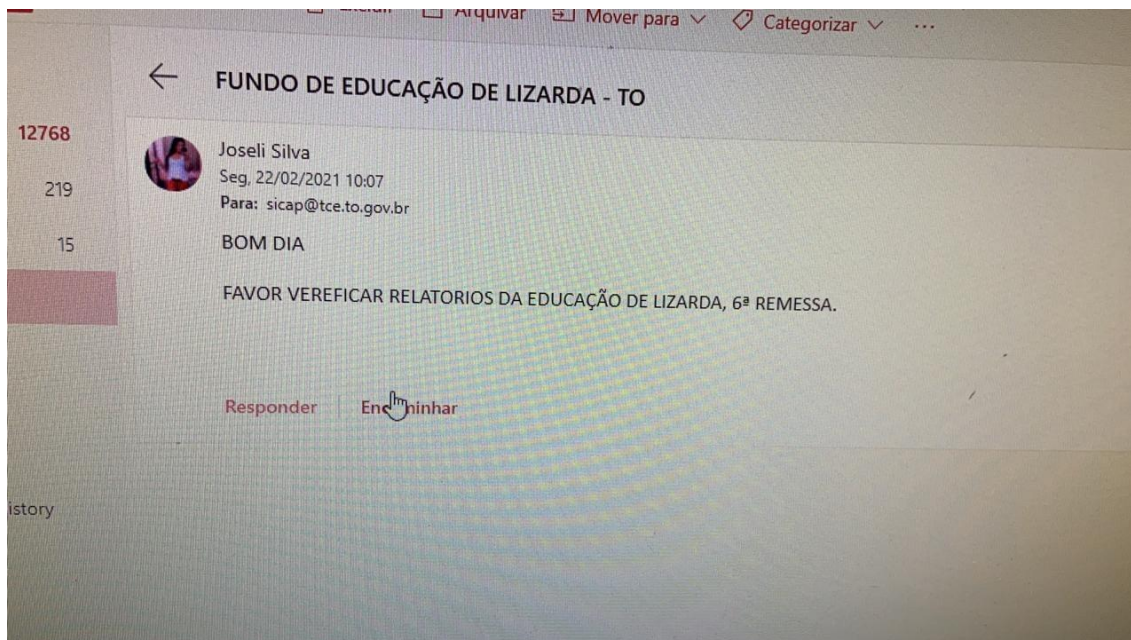 Arquivar Mover para Categorizar ...
FUNDO DE EDUCAÇÃO DE LIZARDA - TO
12768
Joseli Silva
Seg, 22/02/2021 10:07
219
Para: sicap@tce.to.gov.br
15
BOM DIA
FAVOR VEREFICAR RELATORIOS DA EDUCAÇÃO DE LIZARDA, 6ª REMESSA.
Responder
istory